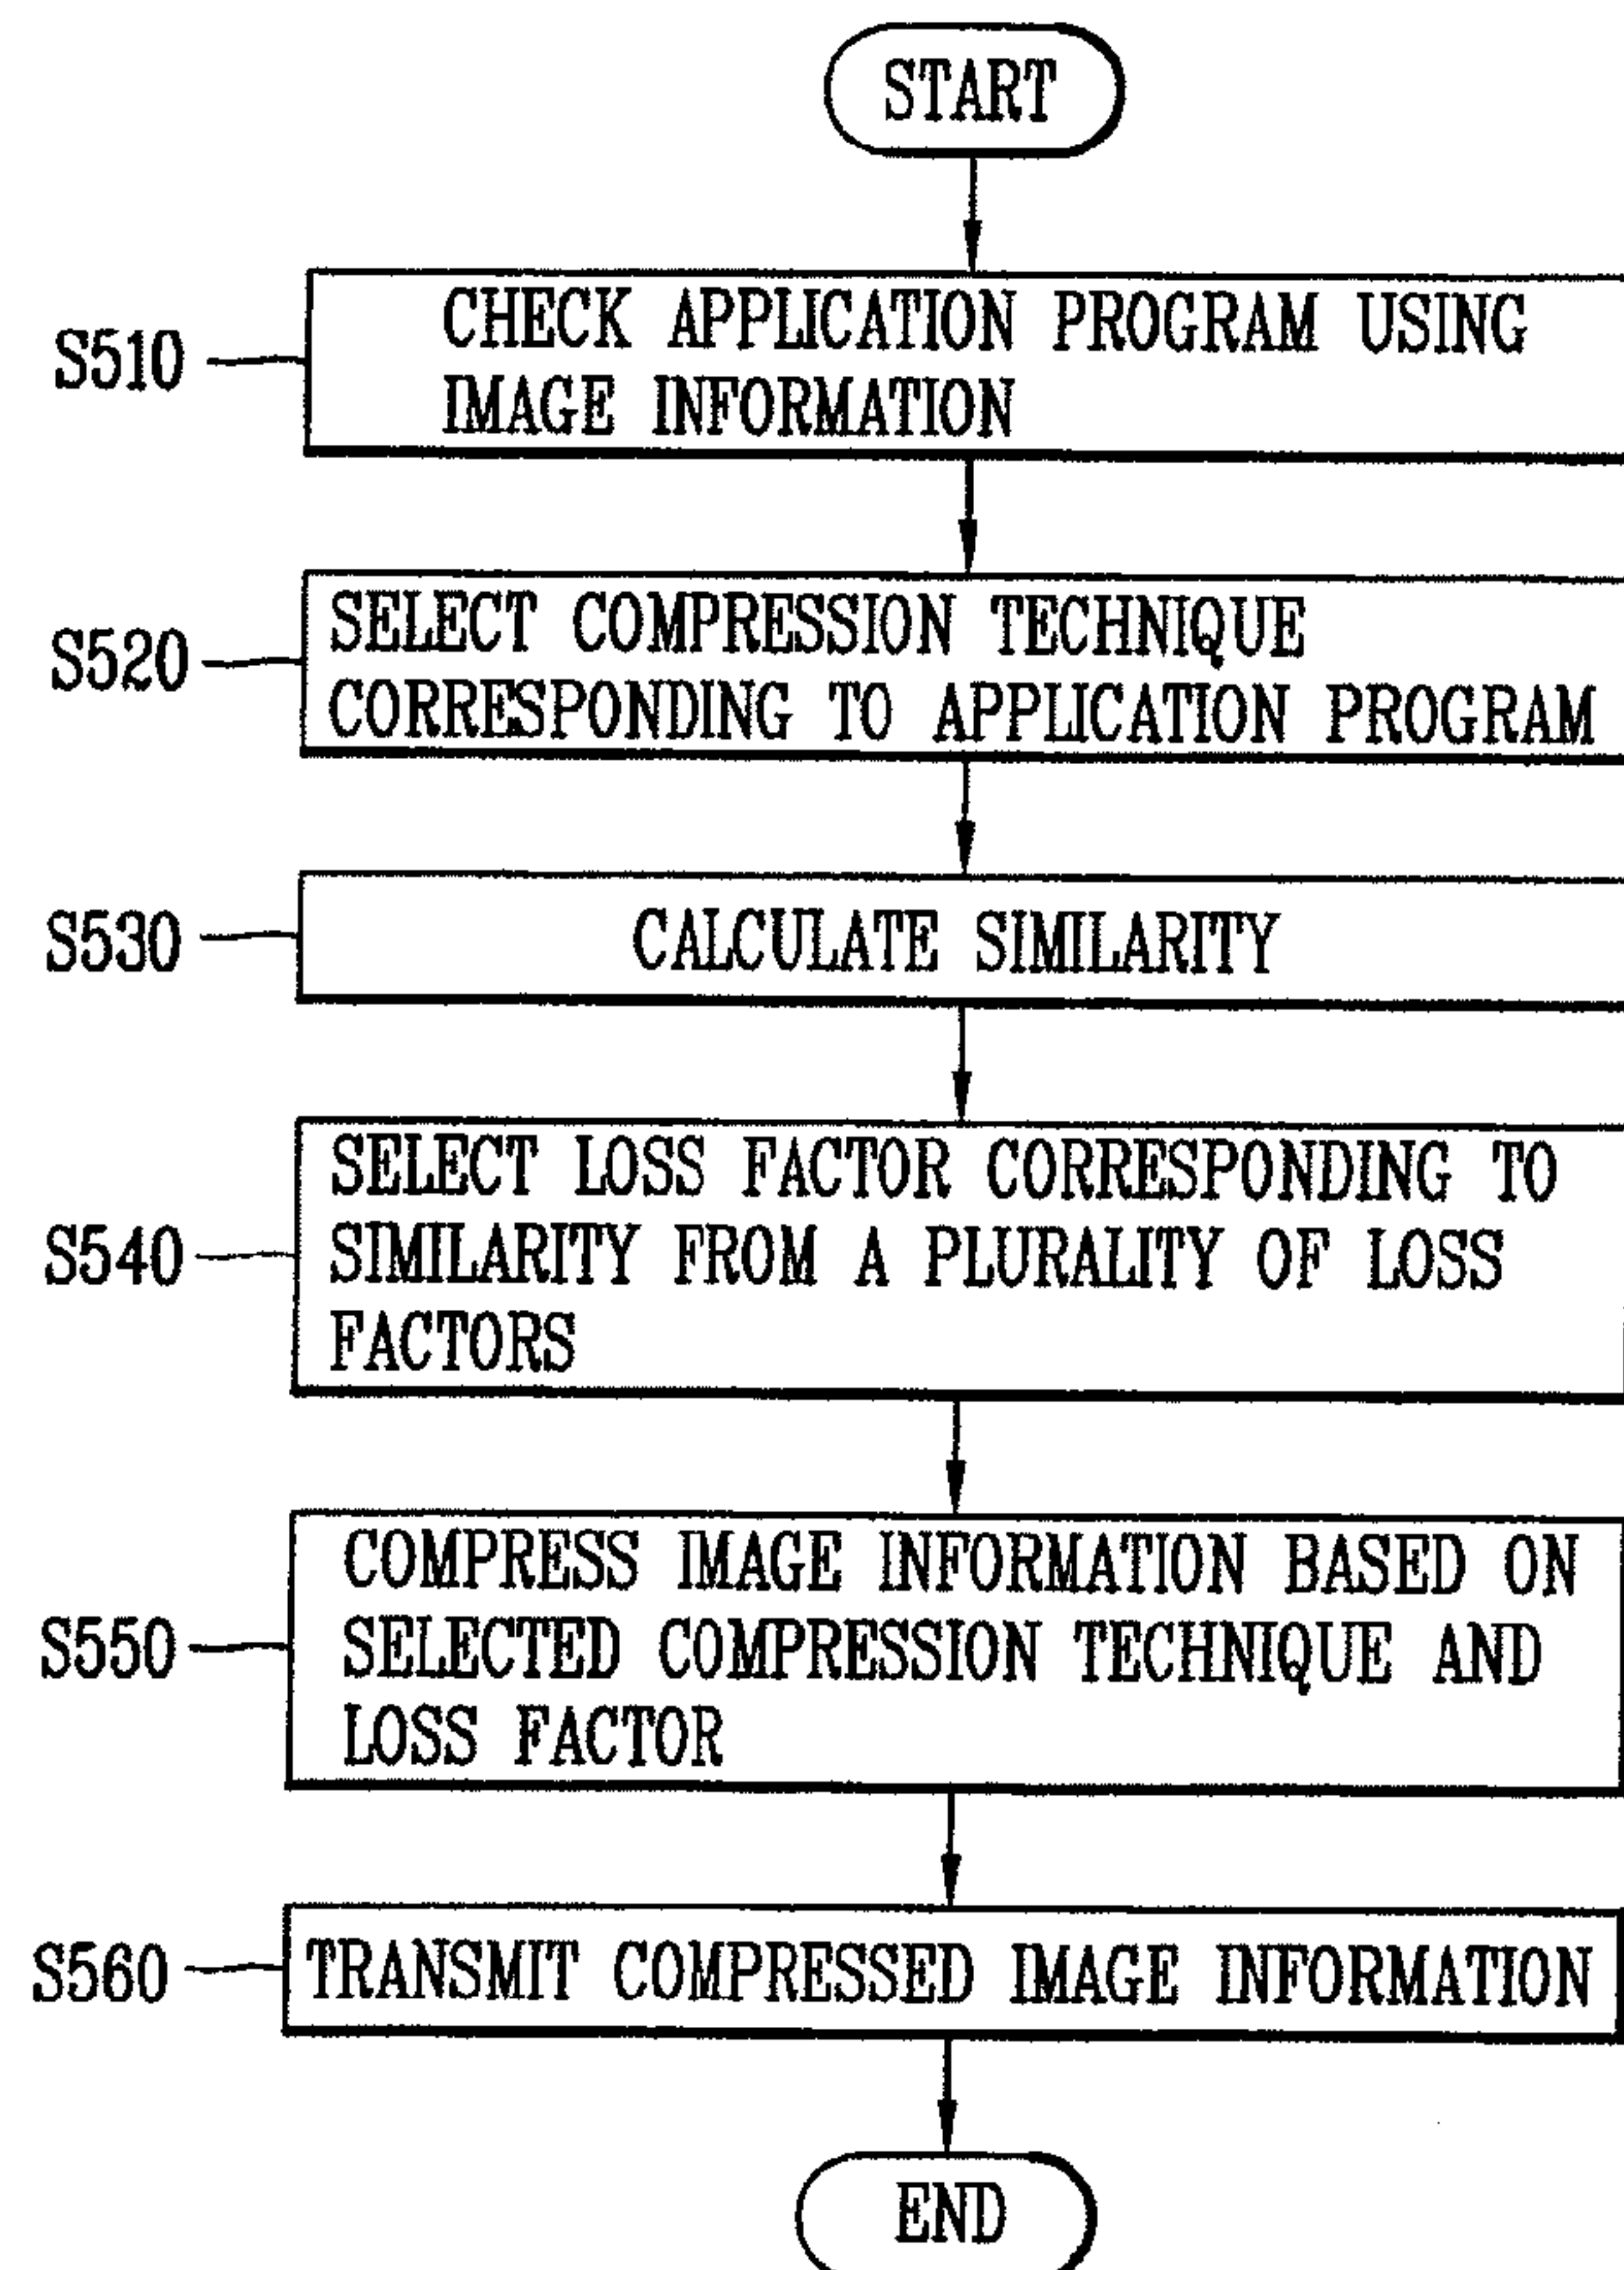 START
S510
CHECK APPLICATION PROGRAM USING
IMAGE INFORMATION
S520
SELECT COMPRESSION TECHNIQUE
CORRESPONDING TO APPLICATION PROGRAM
S530
CALCULATE SIMILARITY
S540
SELECT LOSS FACTOR CORRESPONDING TO
SIMILARITY FROM A PLURALITY OF LOSS
FACTORS
S550
COMPRESS IMAGE INFORMATION BASED ON
SELECTED COMPRESSION TECHNIQUE AND
LOSS FACTOR
S560
TRANSMIT COMPRESSED IMAGE INFORMATION
END